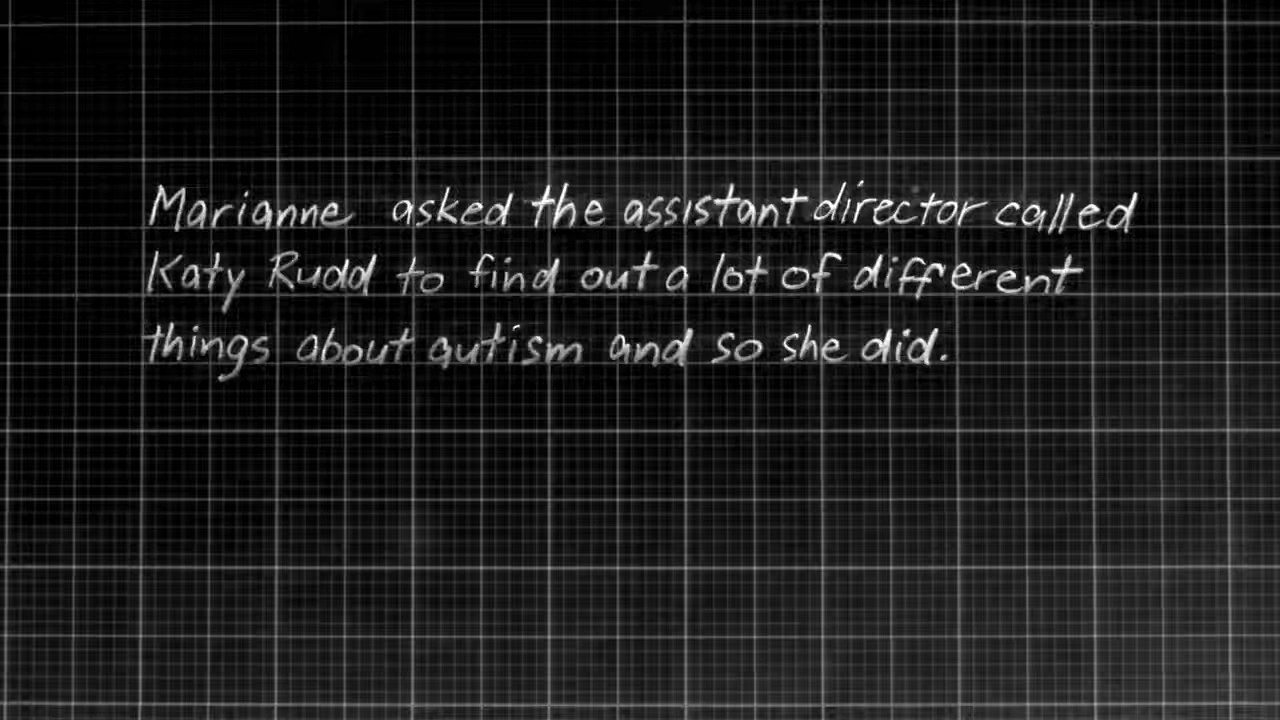 Marianne asked the assistant director called
Katy Rudd to find out a lot of different
things about autism and so she did.